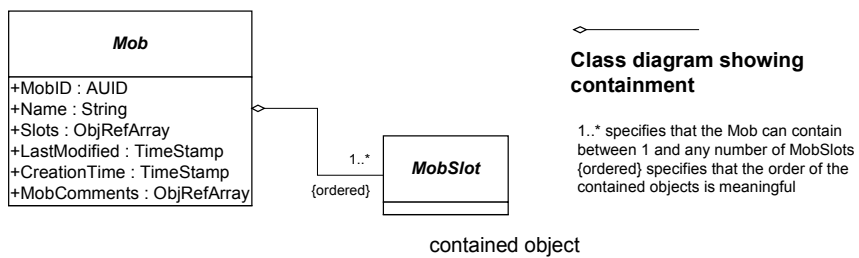 Mob
+MobID : AUID
+Name : String
+Slots : ObjRefArray
+LastModified : TimeStamp
+CreationTime : TimeStamp
+MobComments : ObjRefArray
1..*
{ordered}
MobSlot
contained object
Class diagram showing
containment
1..* specifies that the Mob can contain
between 1 and any number of MobSlots
{ordered} specifies that the order of the
contained objects is meaningful